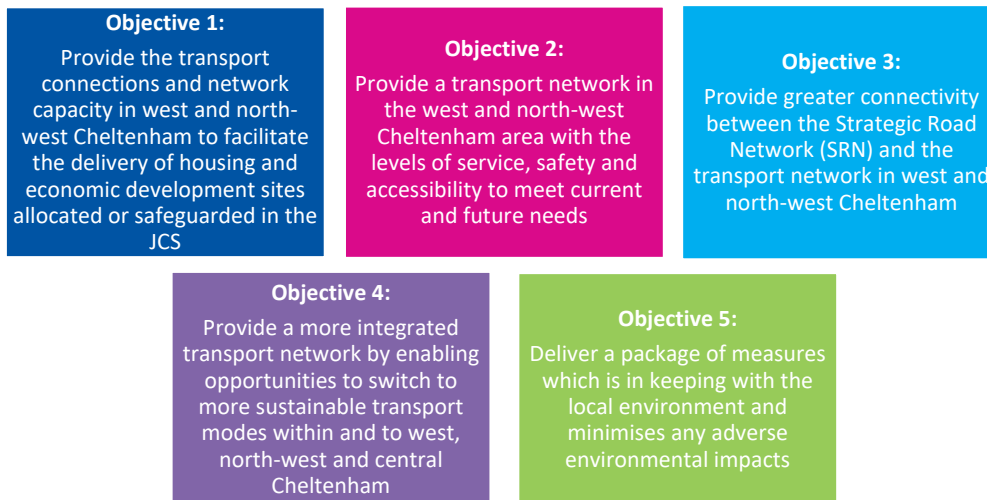 Objective 1:
Provide the transport
connections and network
capacity in west and north-
west Cheltenham to facilitate
the delivery of housing and
economic development sites
allocated or safeguarded in the
JCS
Objective 2:
Provide a transport network in
the west and north-west
Cheltenham area with the
levels of service, safety and
accessibility to meet current
and future needs
Objective 3:
Provide greater connectivity
between the Strategic Road
Network (SRN) and the
transport network in west and
north-west Cheltenham
Objective 4:
Provide a more integrated
transport network by enabling
opportunities to switch to
more sustainable transport
modes within and to west,
north-west and central
Cheltenham
Objective 5:
Deliver a package of measures
which is in keeping with the
local environment and
minimises any adverse
environmental impacts